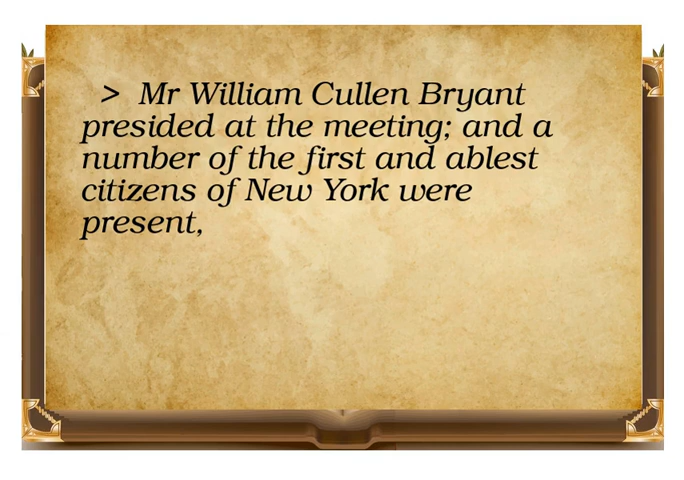 > Mr William Cullen Bryant
presided at the meeting; and a
number of the first and ablest
citizens of New York were
present,